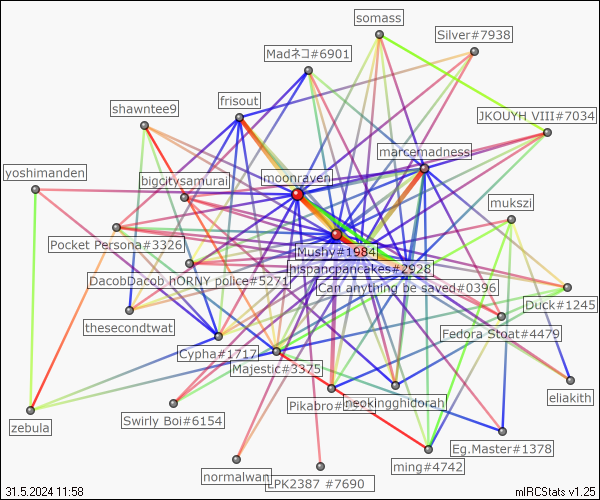 somass
Silver#7938
Madネコ#6901
frisout
shawntee9
JKOUYH VIII#7034
marcemadness
moonraven
yoshimanden
bigcitysamurai
mukszi
Pocket Persona#3326
Mushy#1984
hispancpancakes#2928
DacobDacob hORNY police#5271
Can anything be saved#0396
Duck#1245
thesecondtwat
Fedora Stoat#4479
Cypha#1717
Majestic#3375
eliakith
Pikabro#
neokingghidorah
Swirly Boi#6154
zebula
Eg.Master#1378
ming#4742
normalwan
LPK2387 #7690
31.5.2024 11:58
mIRCStats v1.25